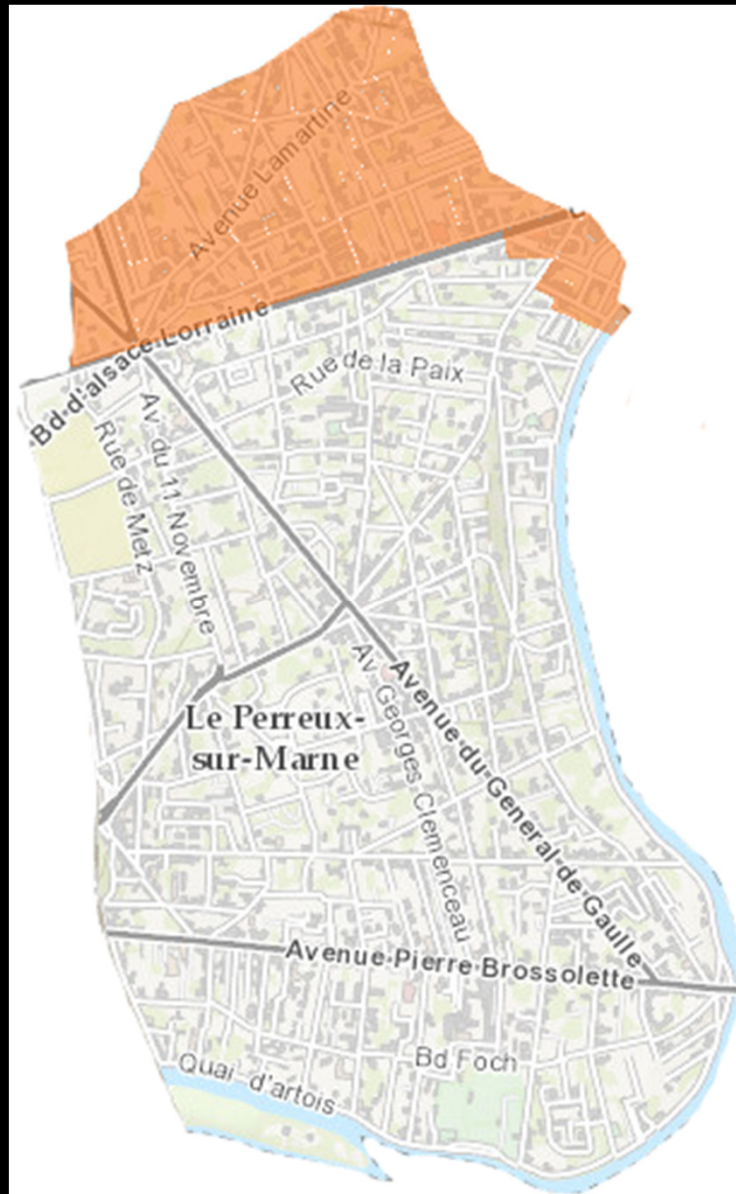 Avenue Lamartine
Bd-d'alsace-Lorraine
Rue de la Paix
Av. du 11 Novembre
Rue de Metz
Le Perreux-
sur-Marne
Av. Georges Clemenceau
Avenue·du·General·de·Gaulle
Avenue·Pierre·Brossolette
Bd Foch
Quai d'artois